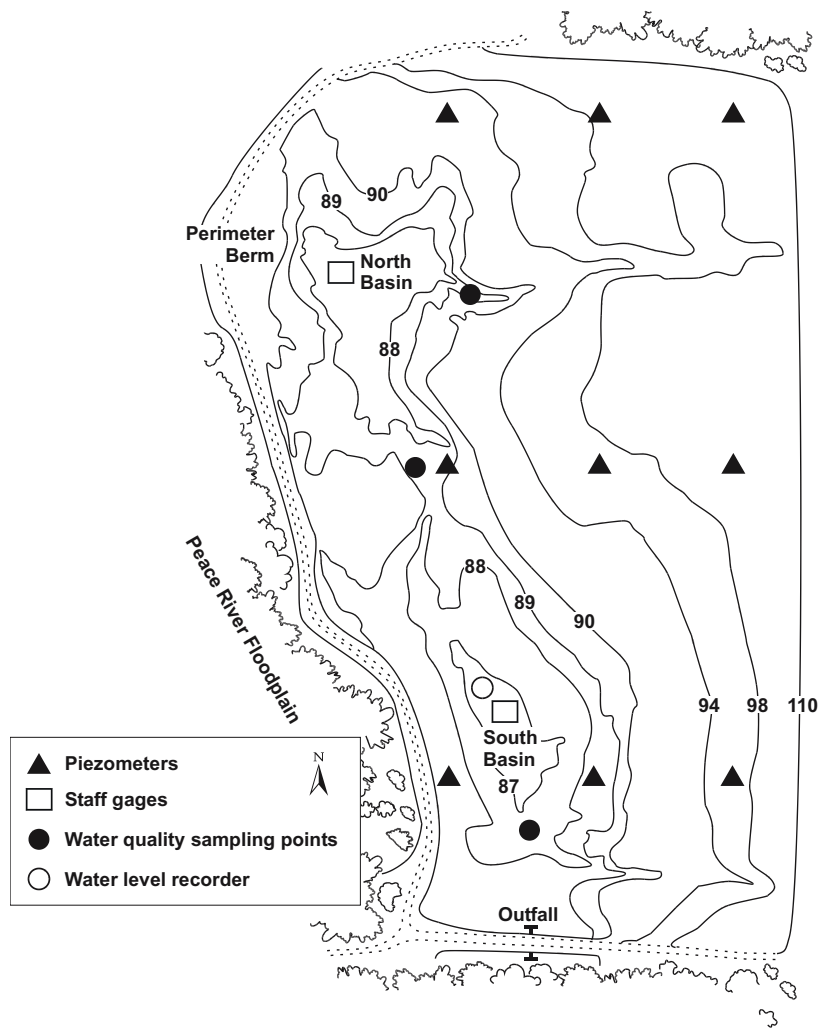 90
89
Perimeter
Berm
North
Basin
88
Peace River Floodplain
88
89
90
94
98
110
South
Basin
87
N
Piezometers
Staff gages
Water quality sampling points
Water level recorder
Outfall